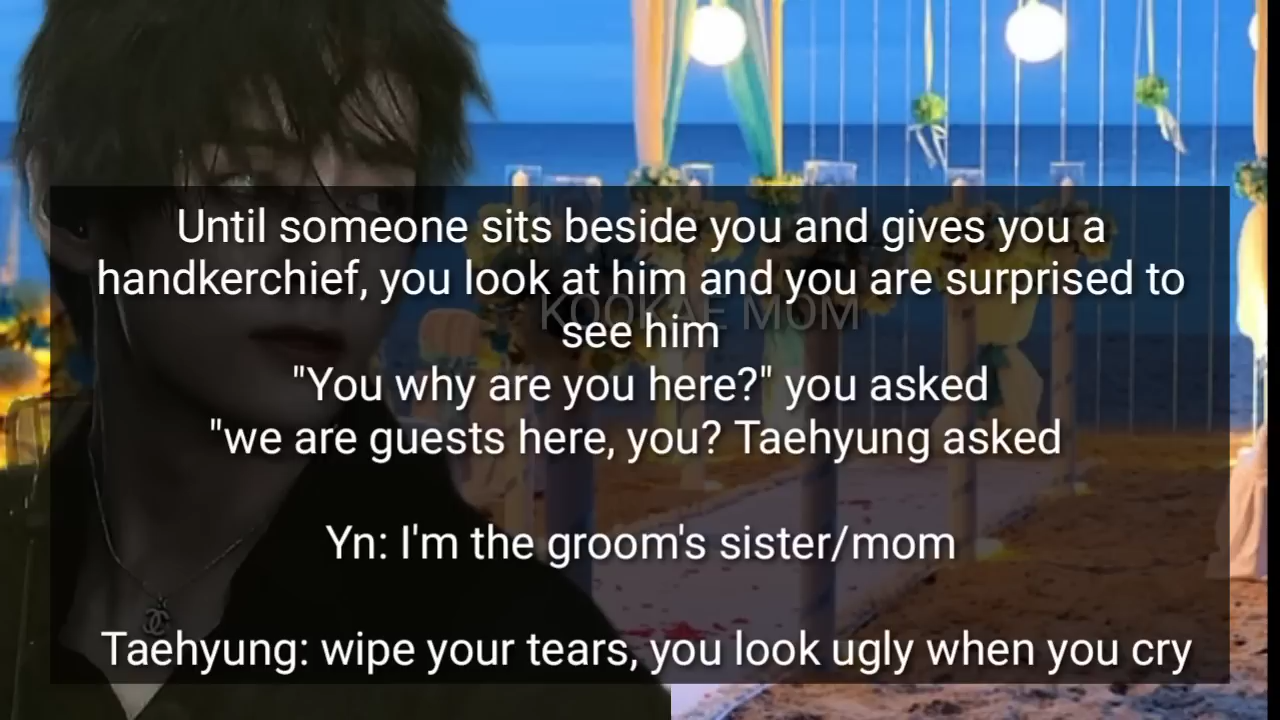 Until someone sits beside you and gives you a
handkerchief, you look at him and you are surprised to
see him
"You why are you here?" you asked
"we are guests here, you? Taehyung asked
Yn: I'm the groom's sister/mom
Taehyung: wipe your tears, you look ugly when you cry
KOOKAE MOM